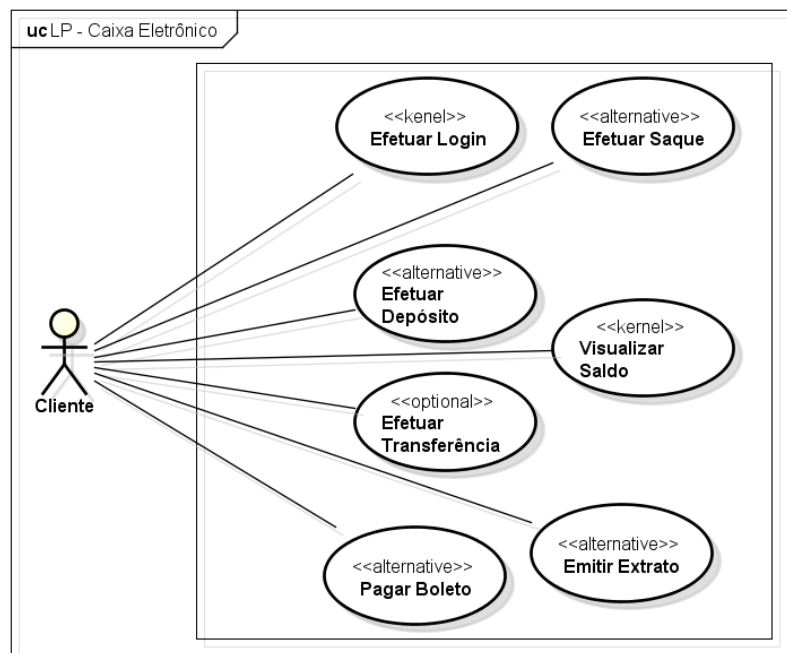 uc LP - Caixa Eletrônico
<<kenel>>
Efetuar Login
<<alternative>>
Efetuar Saque
<<alternative>>
Efetuar
Depósito
<<kernel>>
Visualizar
Saldo
Cliente
<<optional>>
Efetuar
Transferência
<<alternative>>
Pagar Boleto
<<alternative>>
Emitir Extrato